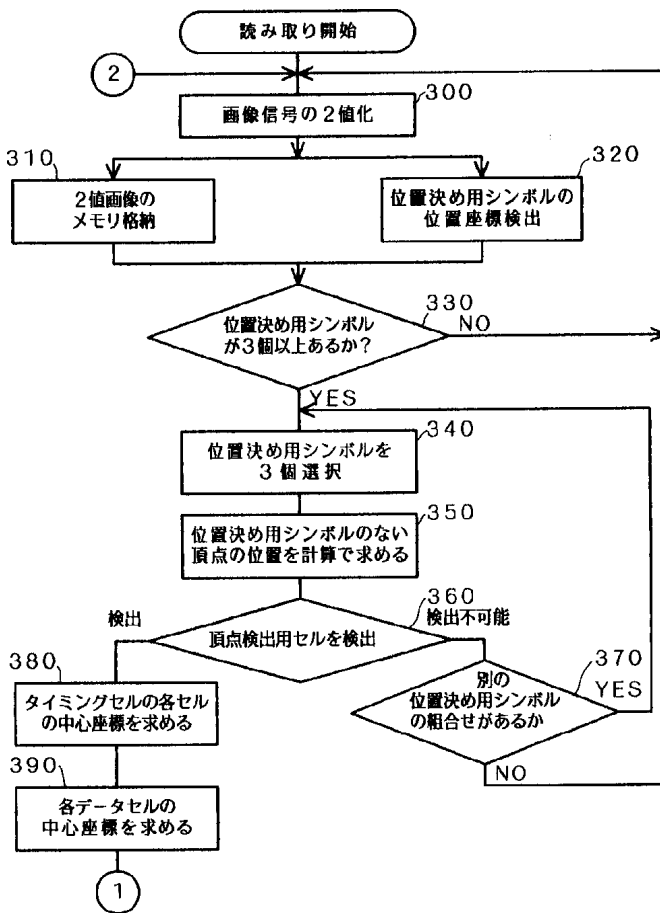 読み取り開始
2
300
画像信号の2値化
310
2値画像の
メモリ格納
320
位置決め用シンボルの
位置座標検出
330
位置決め用シンボル
が3個以上あるか?
NO
YES
340
位置決め用シンボルを
3個選択
350
位置決め用シンボルのない
頂点の位置を計算で求める
360
検出
検出不可能
頂点検出用セルを検出
370
別の
位置決め用シンボル
の組合せがあるか
YES
NO
380
タイミングセルの各セル
の中心座標を求める
390
各データセルの
中心座標を求める
1